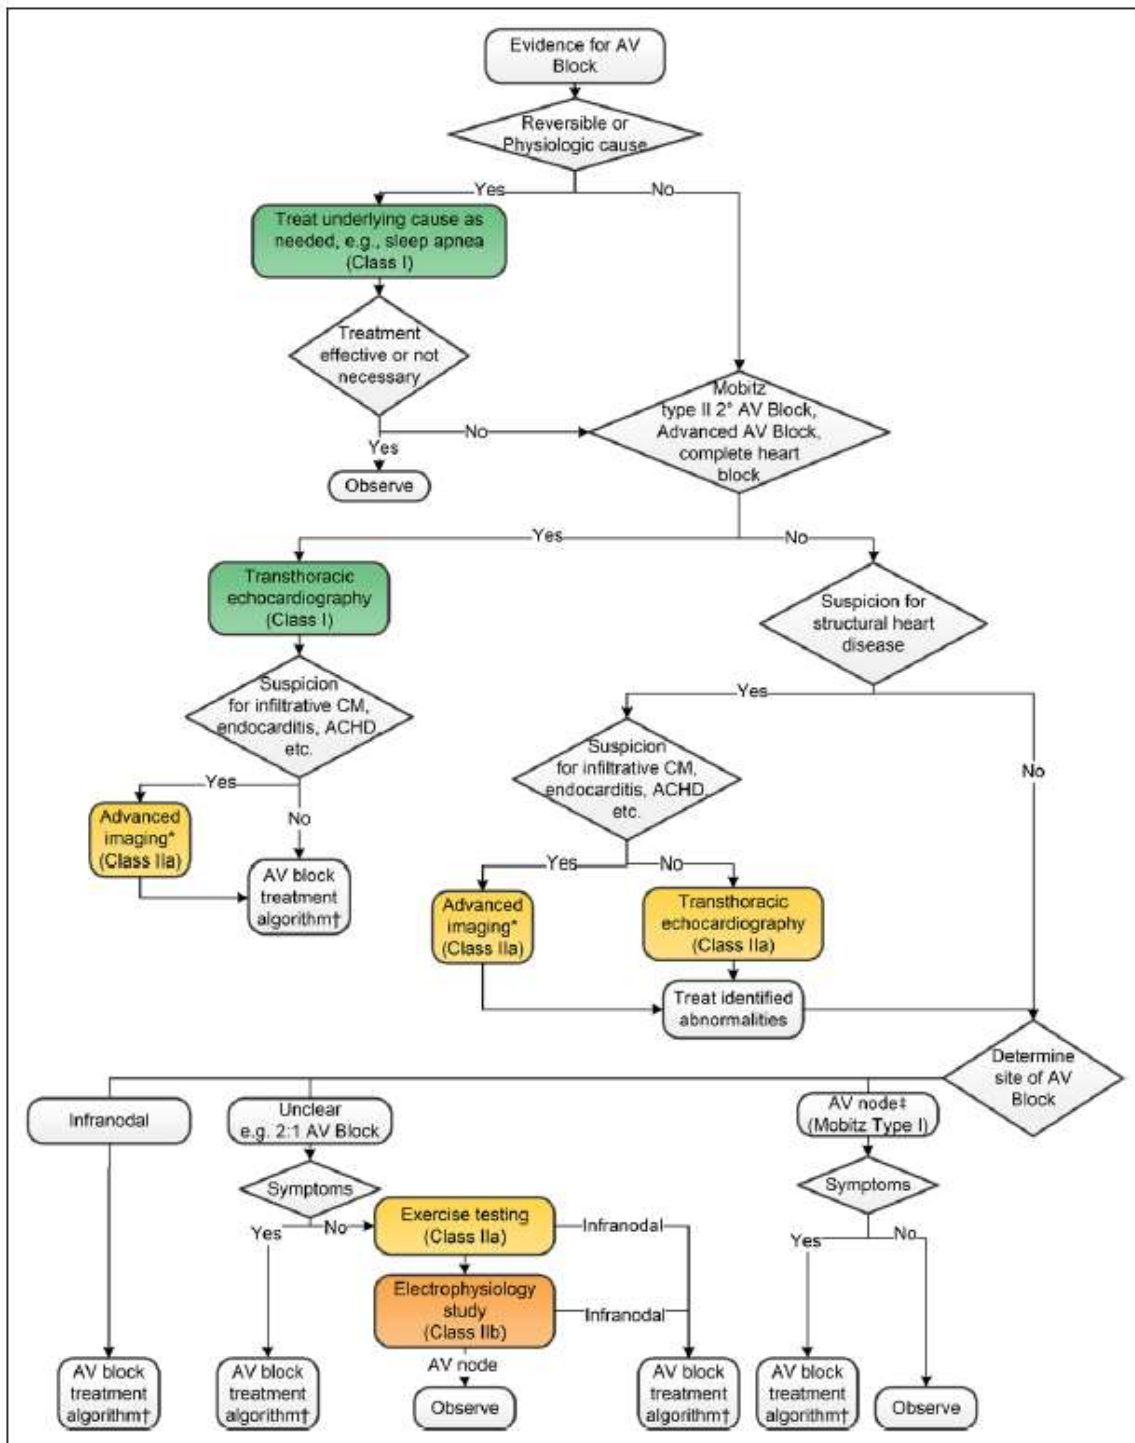 Evidence for AV
Block
Reversible or
Physiologic cause
Yes
No
Treat underlying cause as
needed, e.g., sleep apnea
(Class I)
Treatment
effective or not
necessary
No
Yes
Observe
Mobitz
type II 2° AV Block,
Advanced AV Block,
complete heart
block
Yes
No
Transthoracic
echocardiography
(Class I)
Suspicion for
structural heart
disease
Suspicion
for infiltrative CM,
endocarditis, ACHD,
etc.
Yes
No
Advanced
imaging*
(Class IIa)
AV block
treatment
algorithm†
Yes
No
Suspicion
for infiltrative CM,
endocarditis, ACHD,
etc.
Yes
No
Advanced
imaging*
(Class IIa)
Transthoracic
echocardiography
(Class IIa)
Treat identified
abnormalities
Determine
site of AV
Block
Infranodal
Unclear
e.g. 2:1 AV Block
AV node‡
(Mobitz Type I)
Symptoms
Yes
No
Exercise testing
(Class IIa)
Infranodal
Electrophysiology
study
(Class IIb)
Infranodal
AV node
Symptoms
Yes
No
AV block
treatment
algorithm†
AV block
treatment
algorithm†
Observe
AV block
treatment
algorithm†
AV block
treatment
algorithm†
Observe